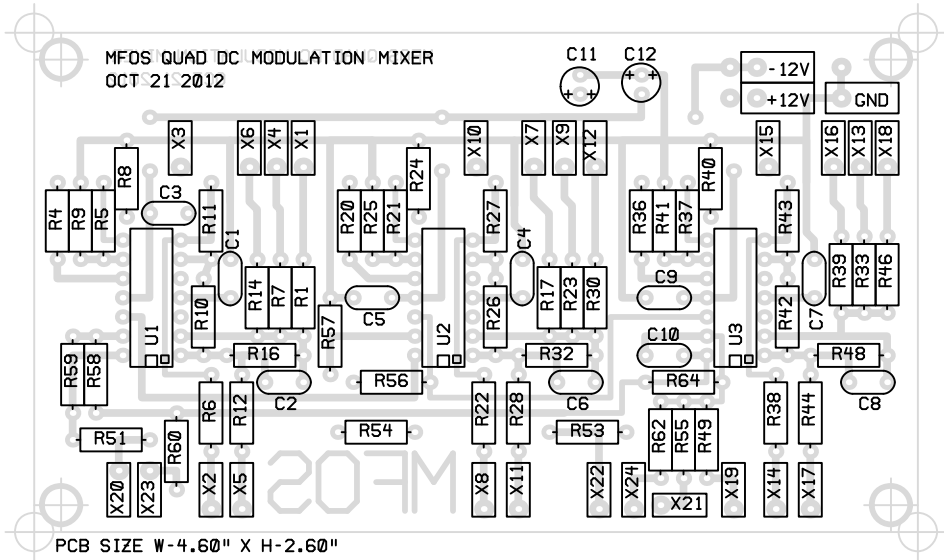 MFOS QUAD DC MODULATION MIXER
OCT 21 2012
C11 C12
-12V
+12V GND
X3 X6 X4 X1 X10 X7 X9 X12 X15 X16 X13 X18
R8 R24 R40
C3
R4 R9 R5 R11 R20 R25 R21 R27 R36 R41 R37 R43
C1 C4 C7
R14 R7 R1 R17 R23 R30 R39 R33 R46
C9
R10 C5 R26 R42
U1 R57 U2 U3
C10
R59 R58 R16 R32 R48
R56 R64
C2 C6 C8
R6 R12 R22 R28 R38 R44
R51 R60 R54 R53 R62 R55 R49
X20 X23 X2 X5 X8 X11 X22 X24 X21 X19 X14 X17
MFOS
PCB SIZE W-4.60" X H-2.60"